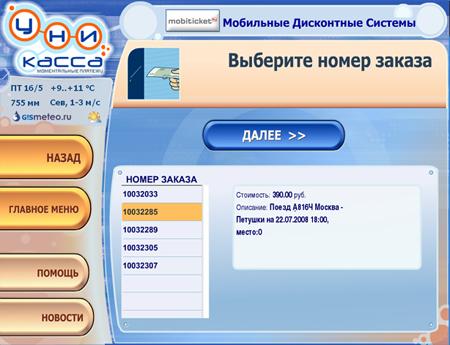 УНИ
КАССА
МОМЕНТАЛЬНЫЕ ПЛАТЕЖИ
mobiticket
Мобильные Дисконтные Системы
Выберите номер заказа
ПТ 16/5 +9..+11 °C
755 мм Сев, 1-3 м/с
GISmeteo.ru
ДАЛЕЕ >>
НАЗАД
ГЛАВНОЕ МЕНЮ
ПОМОЩЬ
НОВОСТИ
НОМЕР ЗАКАЗА
10032033
10032285
10032289
10032305
10032307
Стоимость: 390.00 руб.
Описание: Поезд А816Ч Москва -
Петушки на 22.07.2008 18:00,
место:0